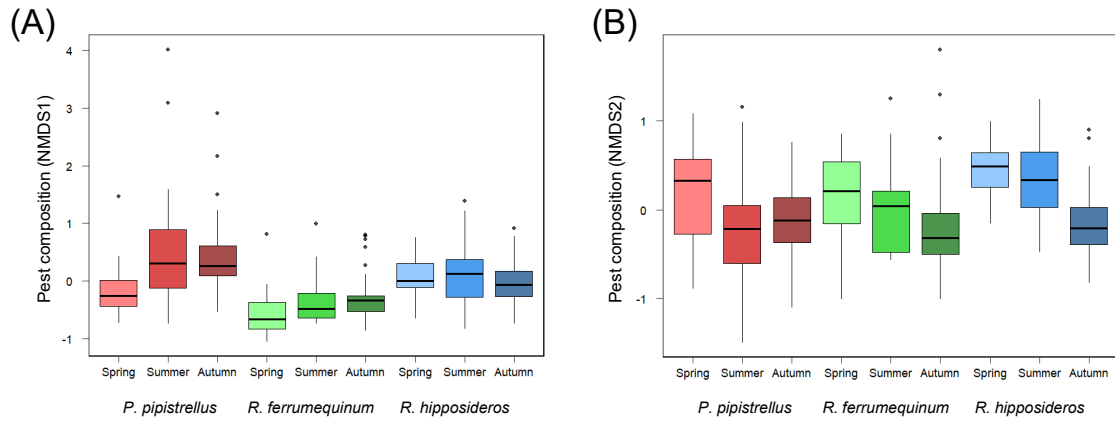 (A)
Pest composition (NMDS1)
4
3
2
1
0
-1
Spring Summer Autumn Spring Summer Autumn Spring Summer Autumn
P. pipistrellus R. ferrumequinum R. hipposideros
(B)
Pest composition (NMDS2)
1
0
-1
Spring Summer Autumn Spring Summer Autumn Spring Summer Autumn
P. pipistrellus R. ferrumequinum R. hipposideros